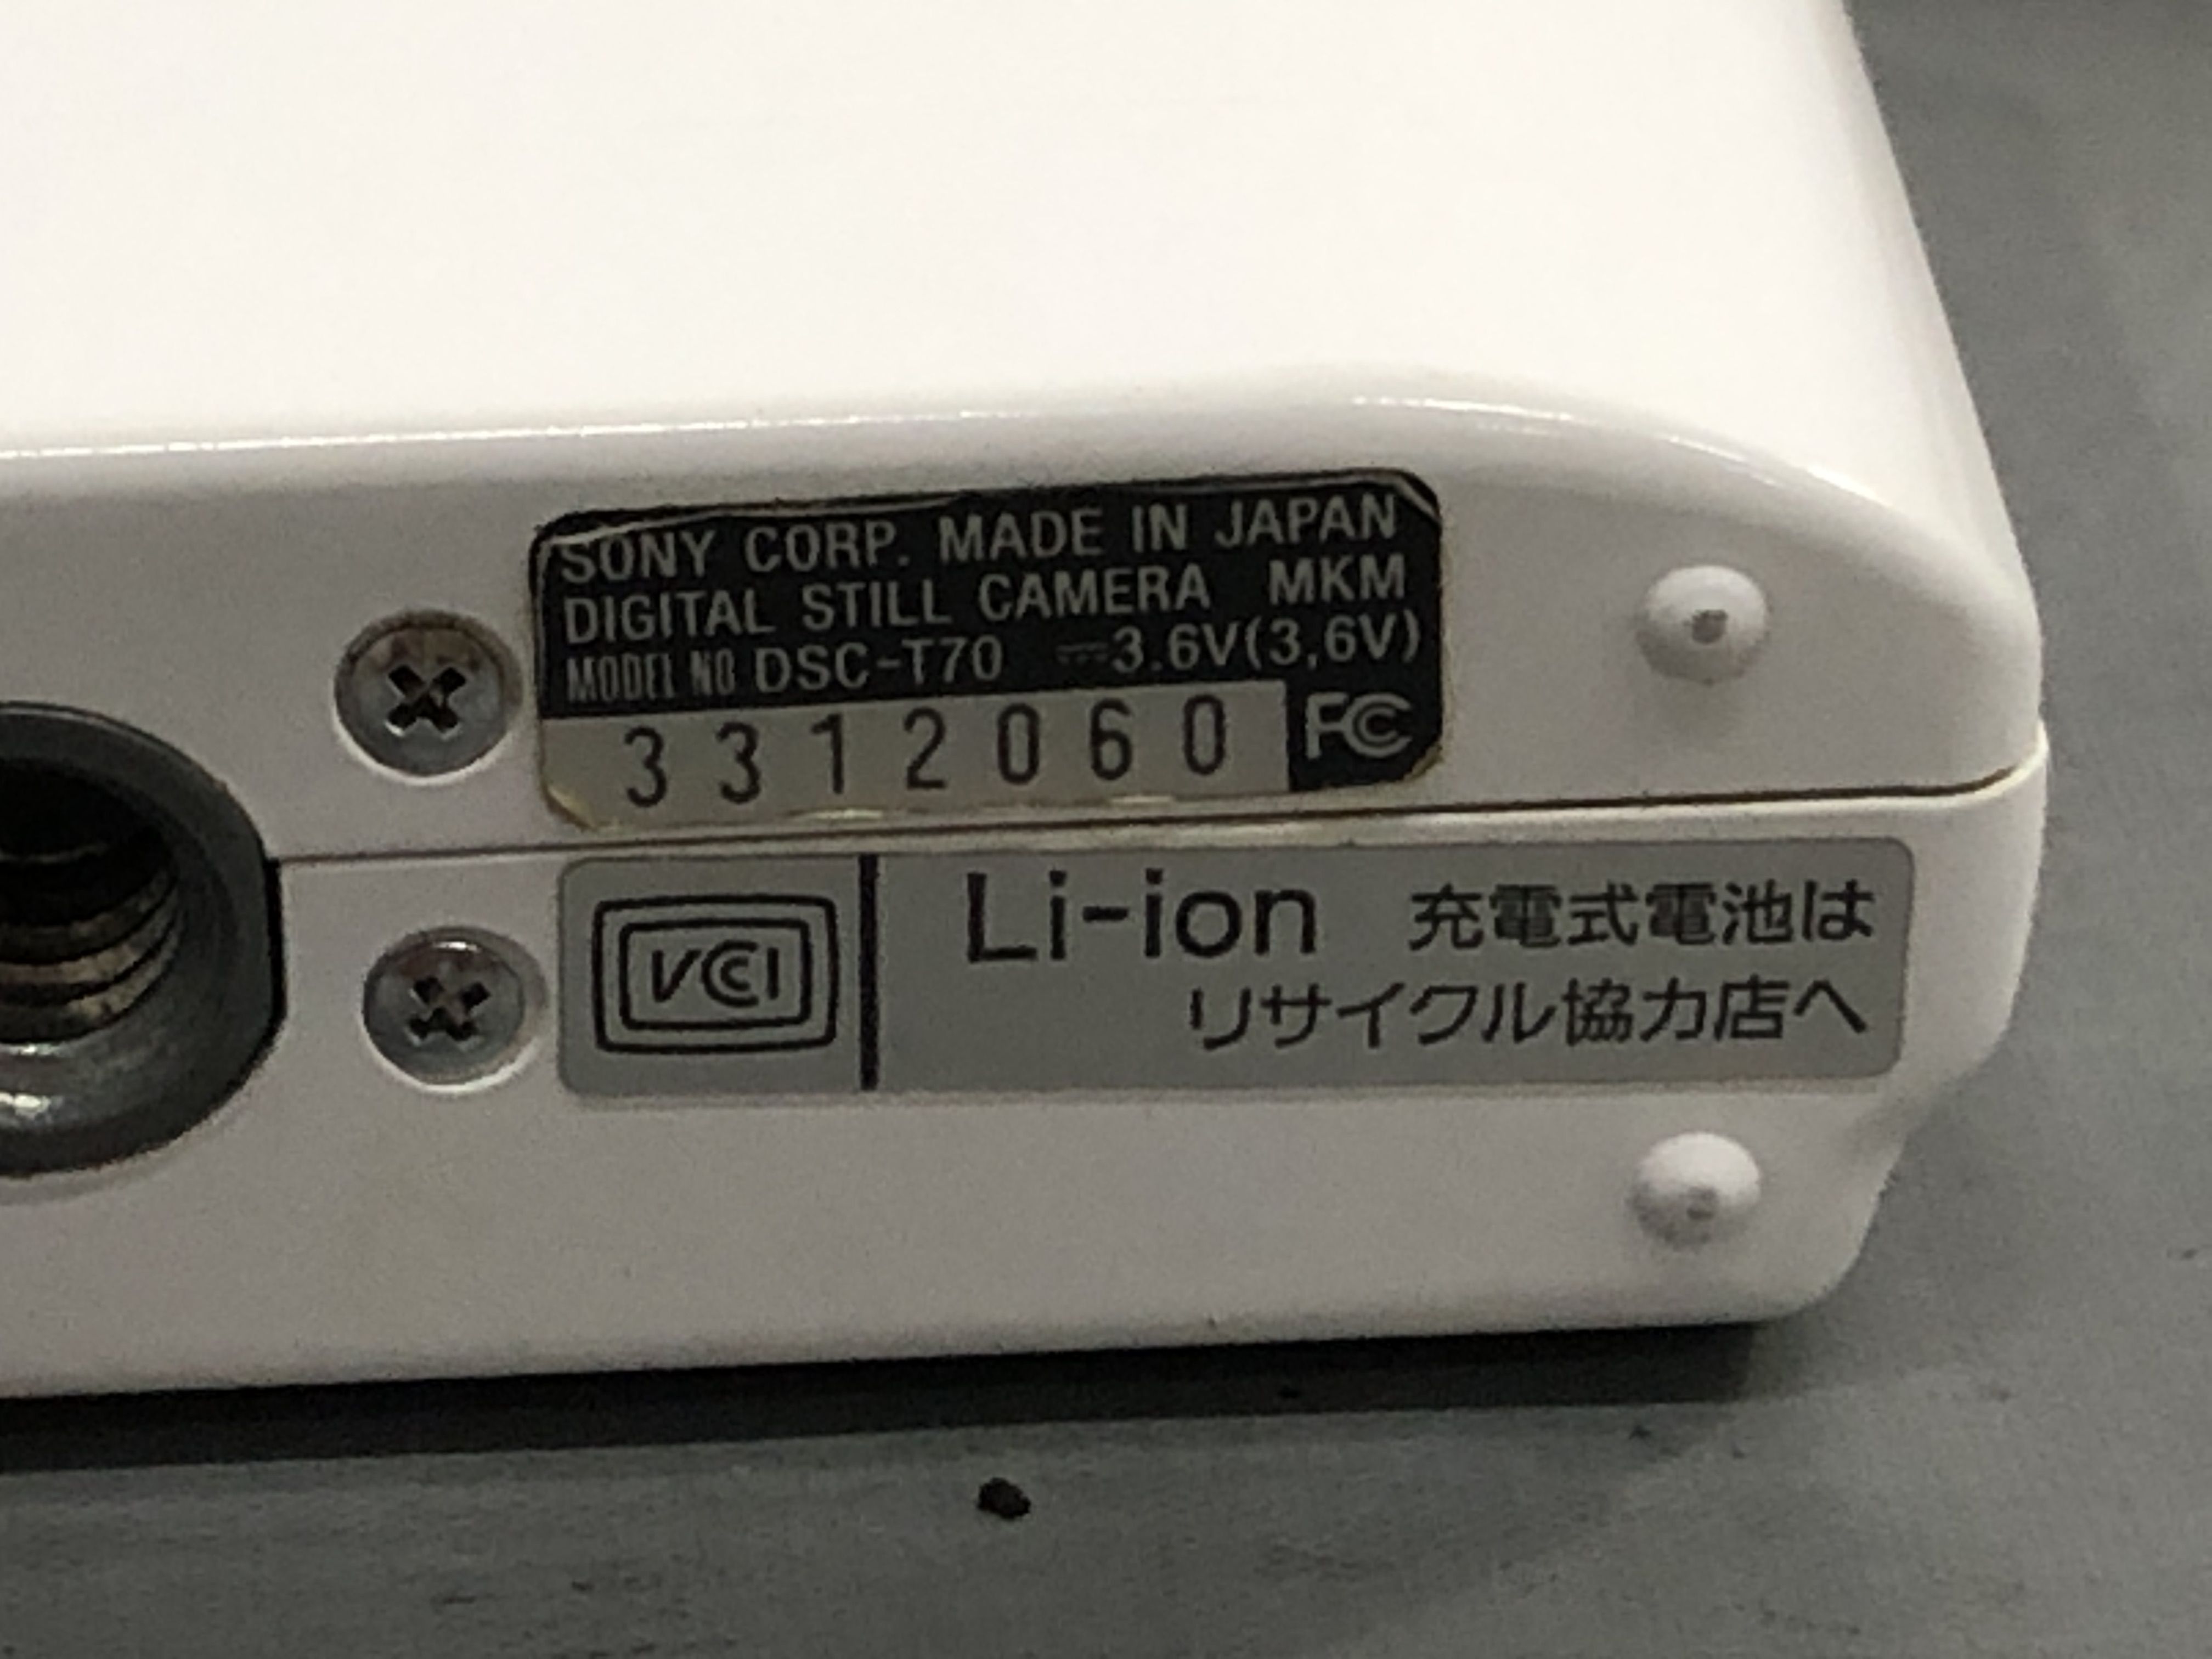 SONY CORP. MADE IN JAPAN
DIGITAL STILL CAMERA MKM
MODEL NO DSC-T70 ⎓3.6V(3,6V)
3312060 FC
VCCI
Li-ion 充電式電池は
リサイクル協力店へ